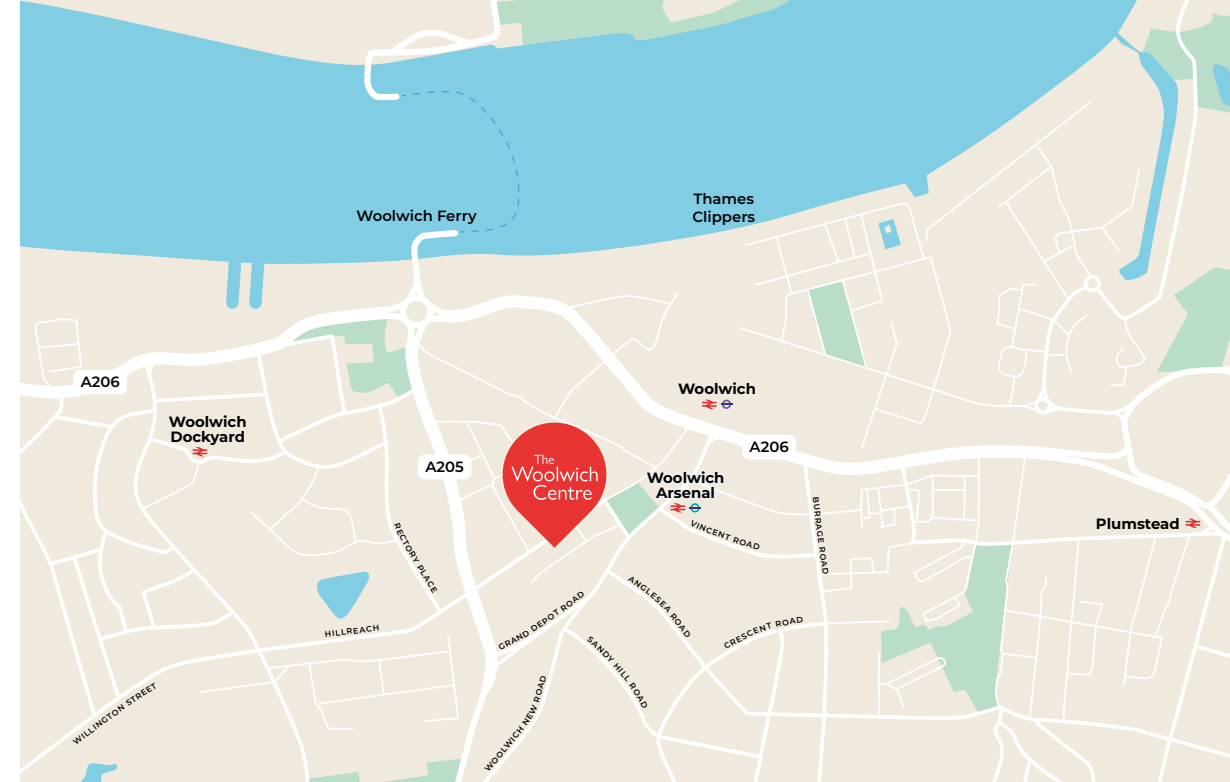 Thames
Clippers
Woolwich Ferry
A206
Woolwich
Woolwich
Dockyard
A206
A205
The
Woolwich
Centre
Woolwich
Arsenal
BURRAGE ROAD
Plumstead
VINCENT ROAD
RECTORY PLACE
ANGLESEA ROAD
GRAND DEPOT ROAD
HILLREACH
CRESCENT ROAD
SANDY HILL ROAD
WILLINGTON STREET
WOOLWICH NEW ROAD